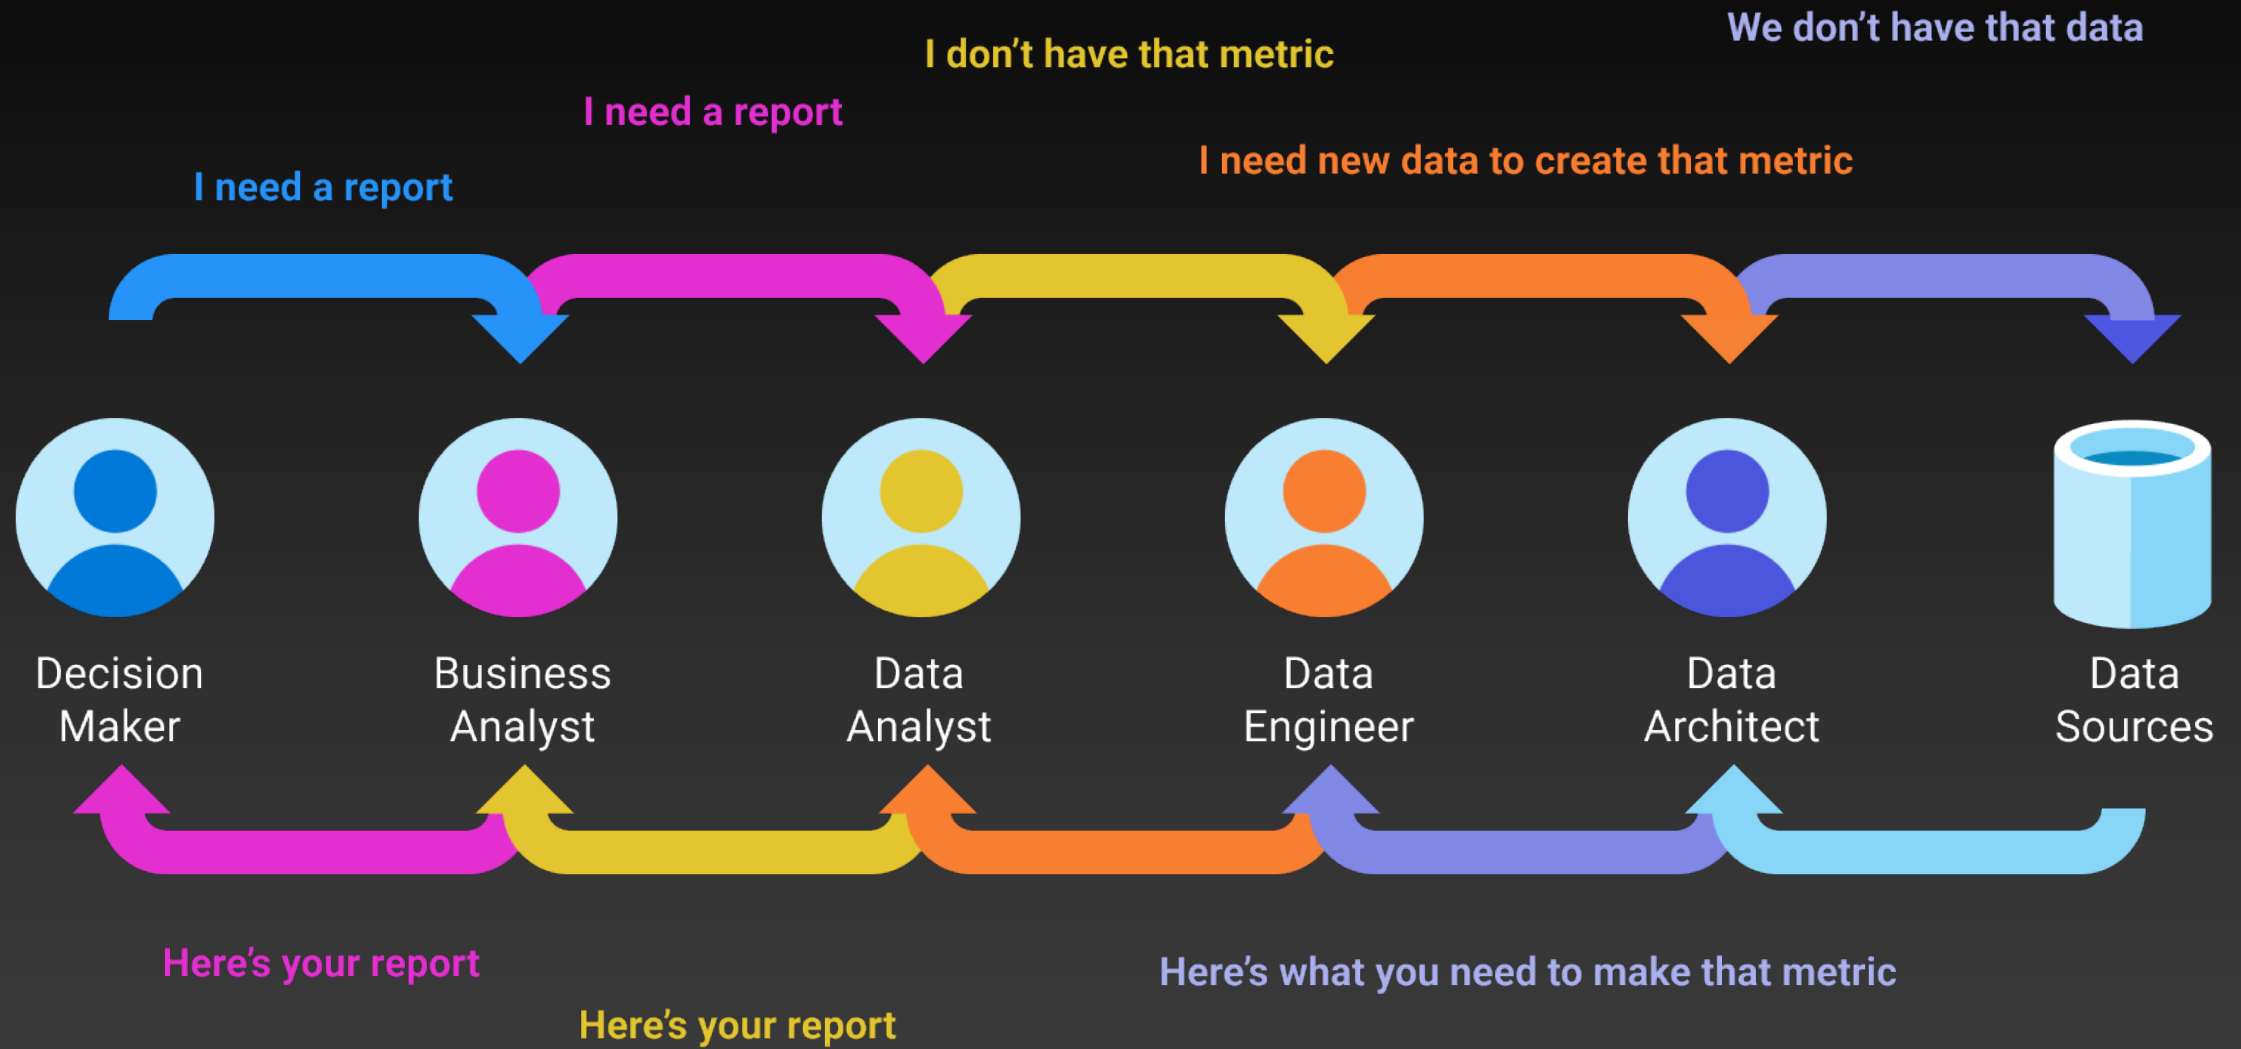 We don't have that data
I don't have that metric
I need a report
I need new data to create that metric
I need a report
Decision
Maker
Business
Analyst
Data
Analyst
Data
Engineer
Data
Architect
Data
Sources
Here's your report
Here's what you need to make that metric
Here's your report